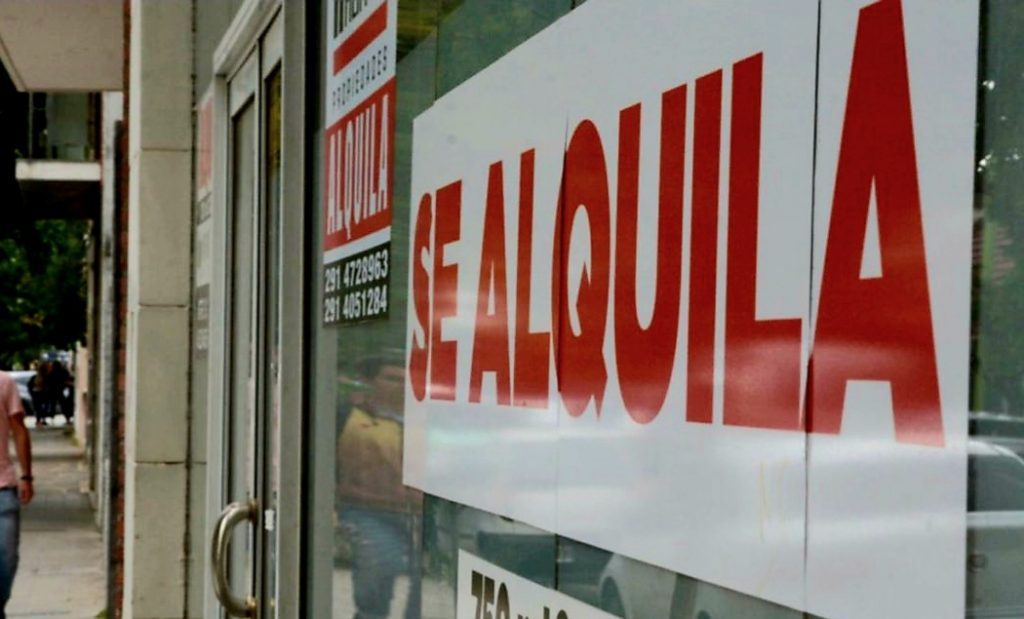 PROPIEDADES
ALQUILA
291 4728963
291 4051284
SE ALQUILA